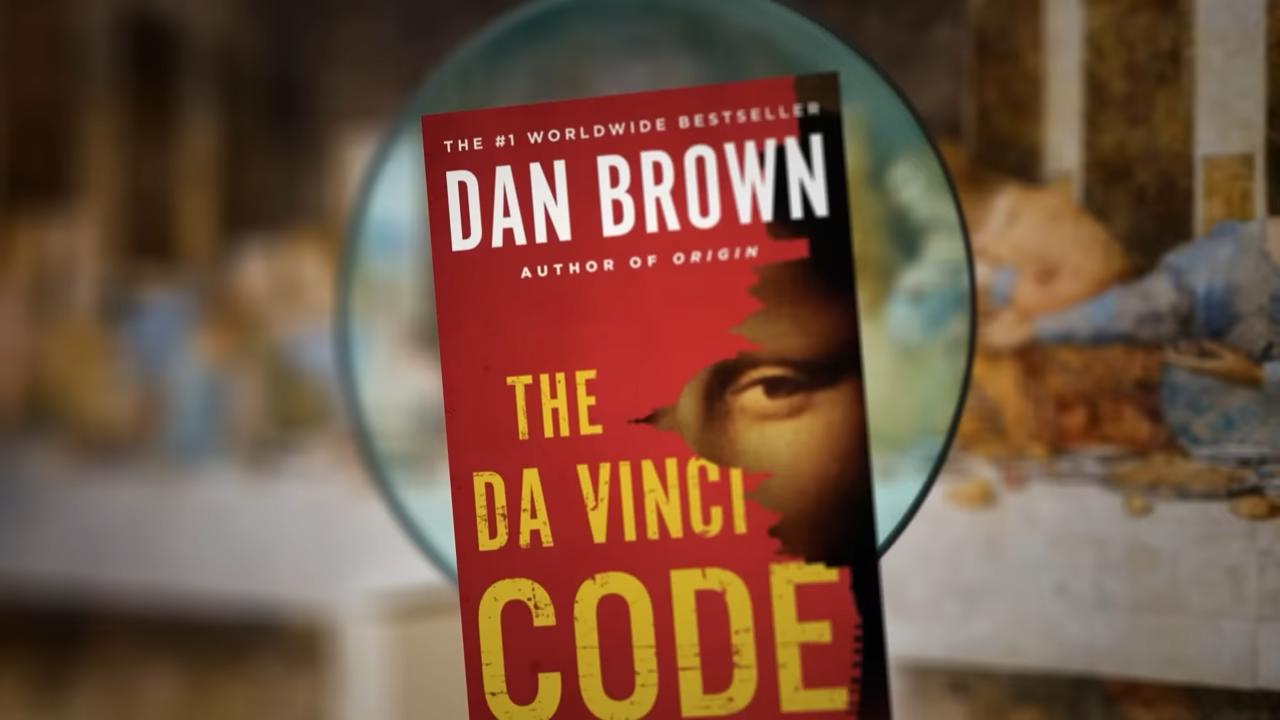 THE #1 WORLDWIDE BESTSELLER
DAN BROWN
AUTHOR OF ORIGIN
THE
DA VINCI
CODE